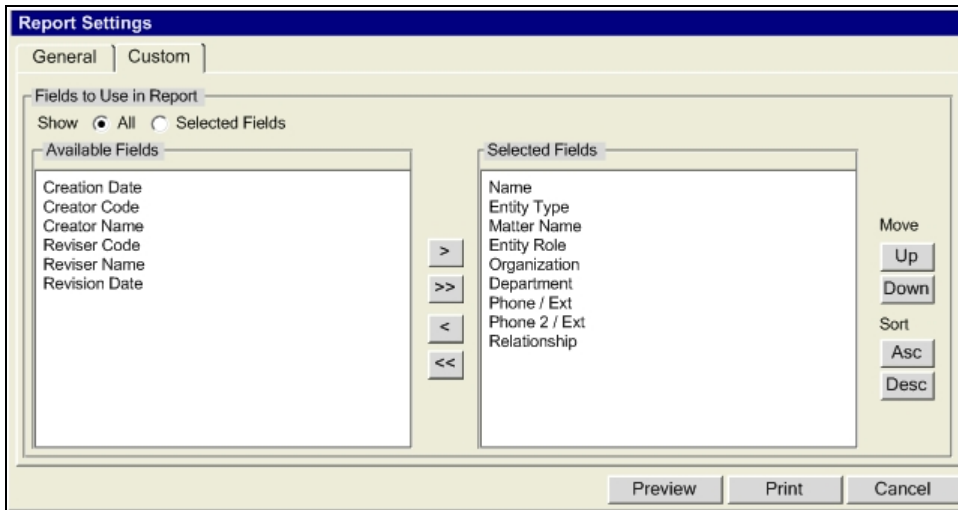 Report Settings
General Custom
Fields to Use in Report
Show All Selected Fields
Available Fields
Creation Date
Creator Code
Creator Name
Reviser Code
Reviser Name
Revision Date
>
>>
<
<<
Selected Fields
Name
Entity Type
Matter Name
Entity Role
Organization
Department
Phone / Ext
Phone 2 / Ext
Relationship
Move
Up
Down
Sort
Asc
Desc
Preview Print Cancel